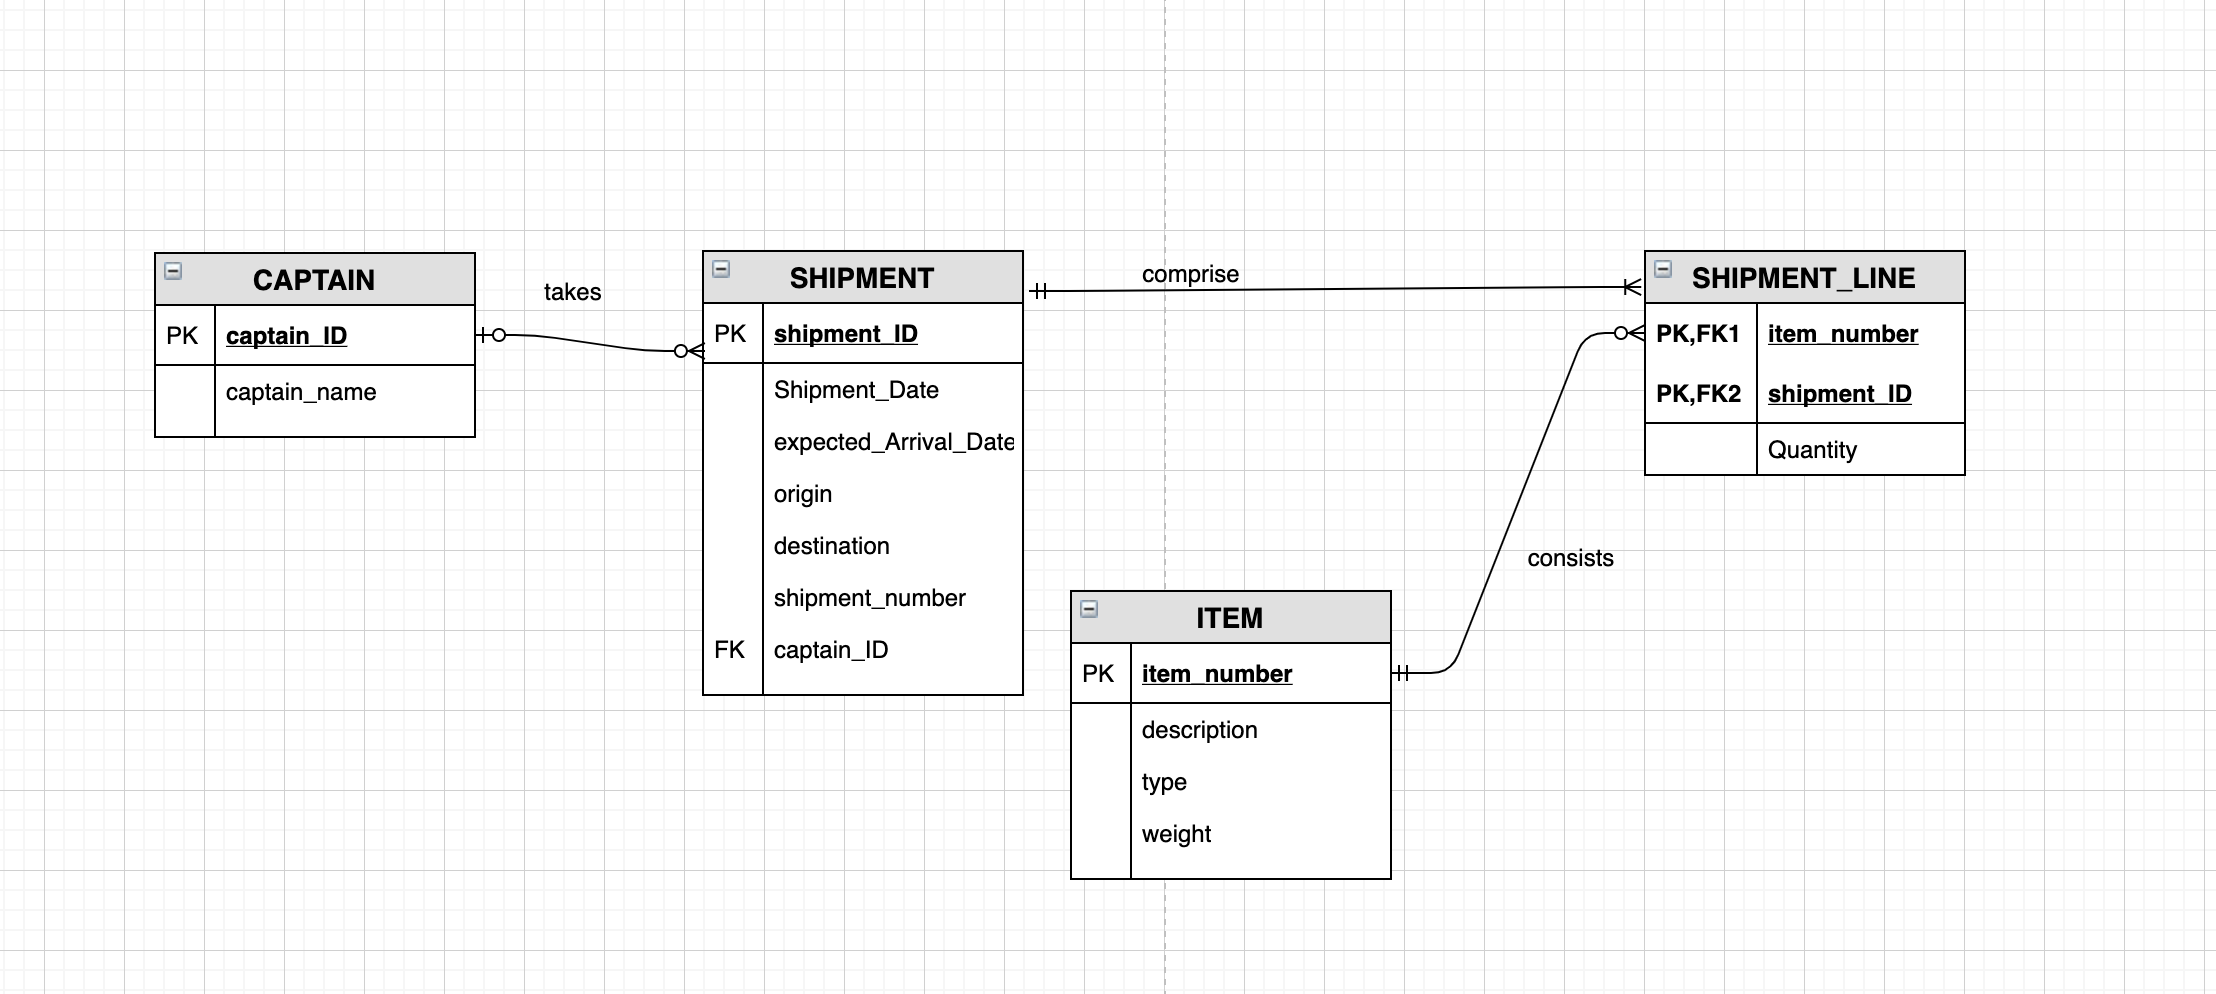 CAPTAIN
PK captain_ID
captain_name
takes
SHIPMENT
PK shipment_ID
Shipment_Date
expected_Arrival_Date
origin
destination
shipment_number
FK captain_ID
comprise
SHIPMENT_LINE
PK,FK1 item_number
PK,FK2 shipment_ID
Quantity
consists
ITEM
PK item_number
description
type
weight